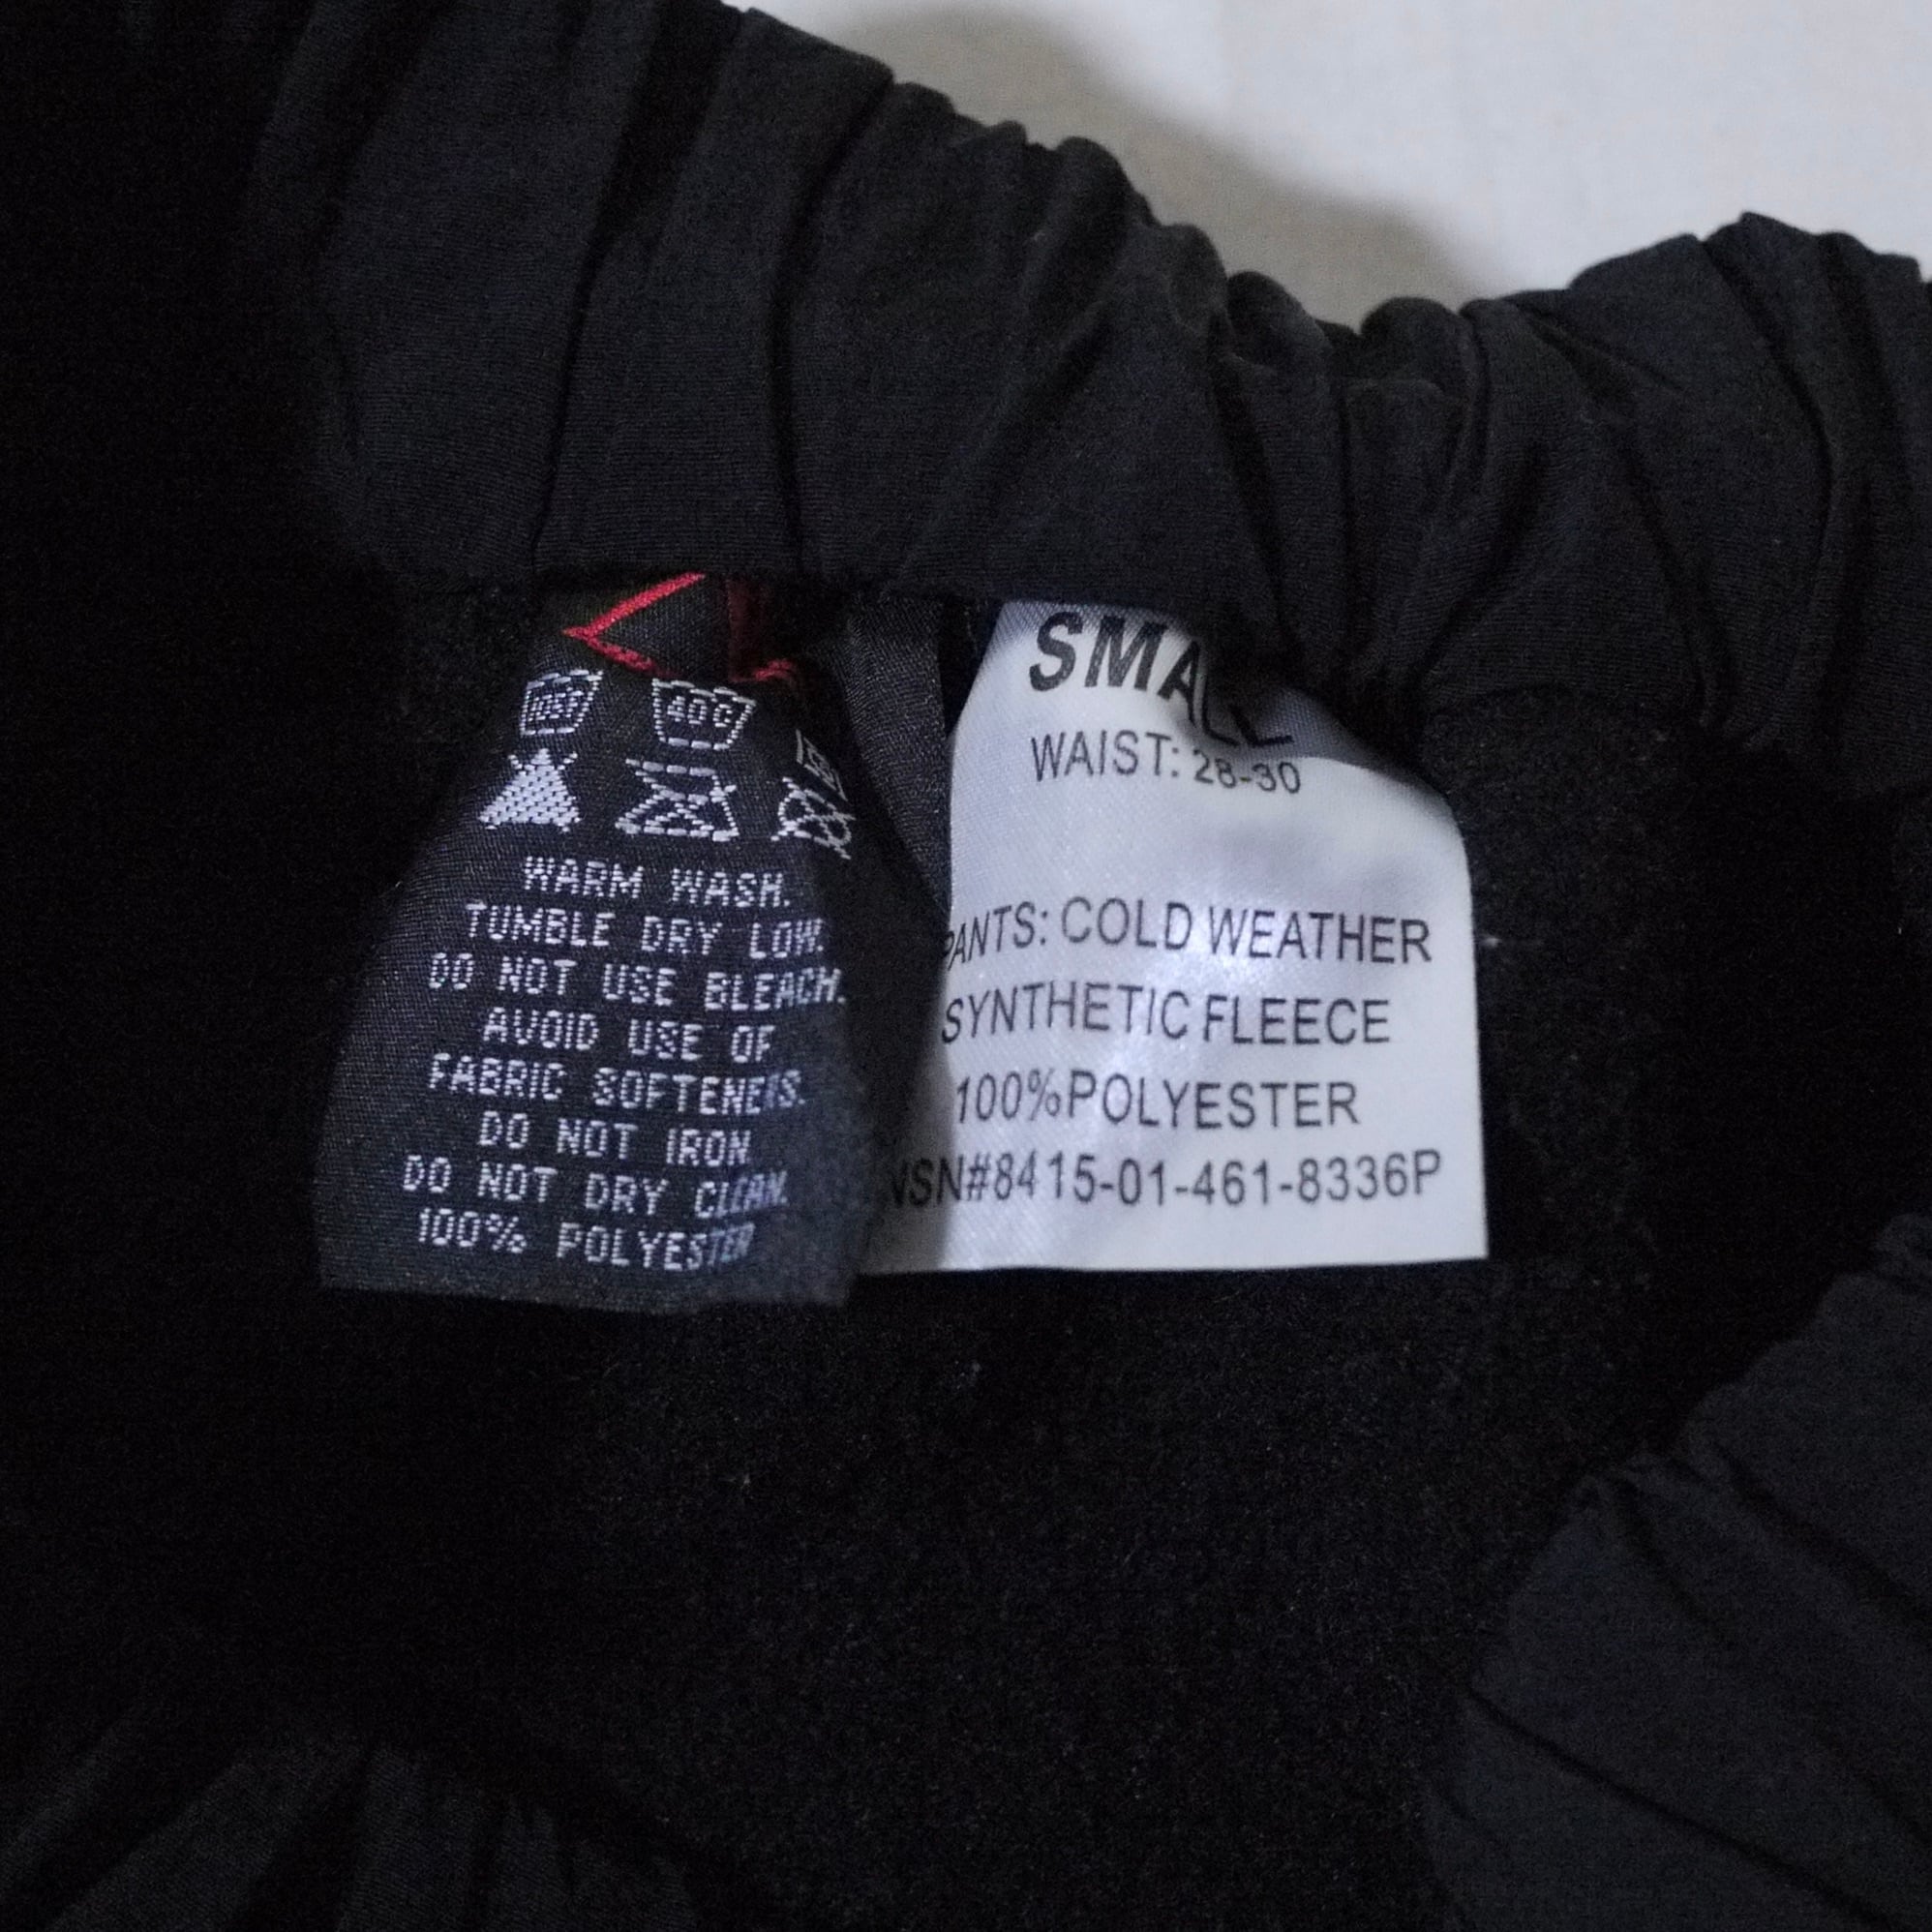 40°C
WARM WASH.
TUMBLE DRY LOW.
DO NOT USE BLEACH.
AVOID USE OF
FABRIC SOFTENERS.
DO NOT IRON
DO NOT DRY CLEAN.
100% POLYESTER
SMALL
WAIST: 28-30
PANTS: COLD WEATHER
SYNTHETIC FLEECE
100%POLYESTER
NSN#8415-01-461-8336P